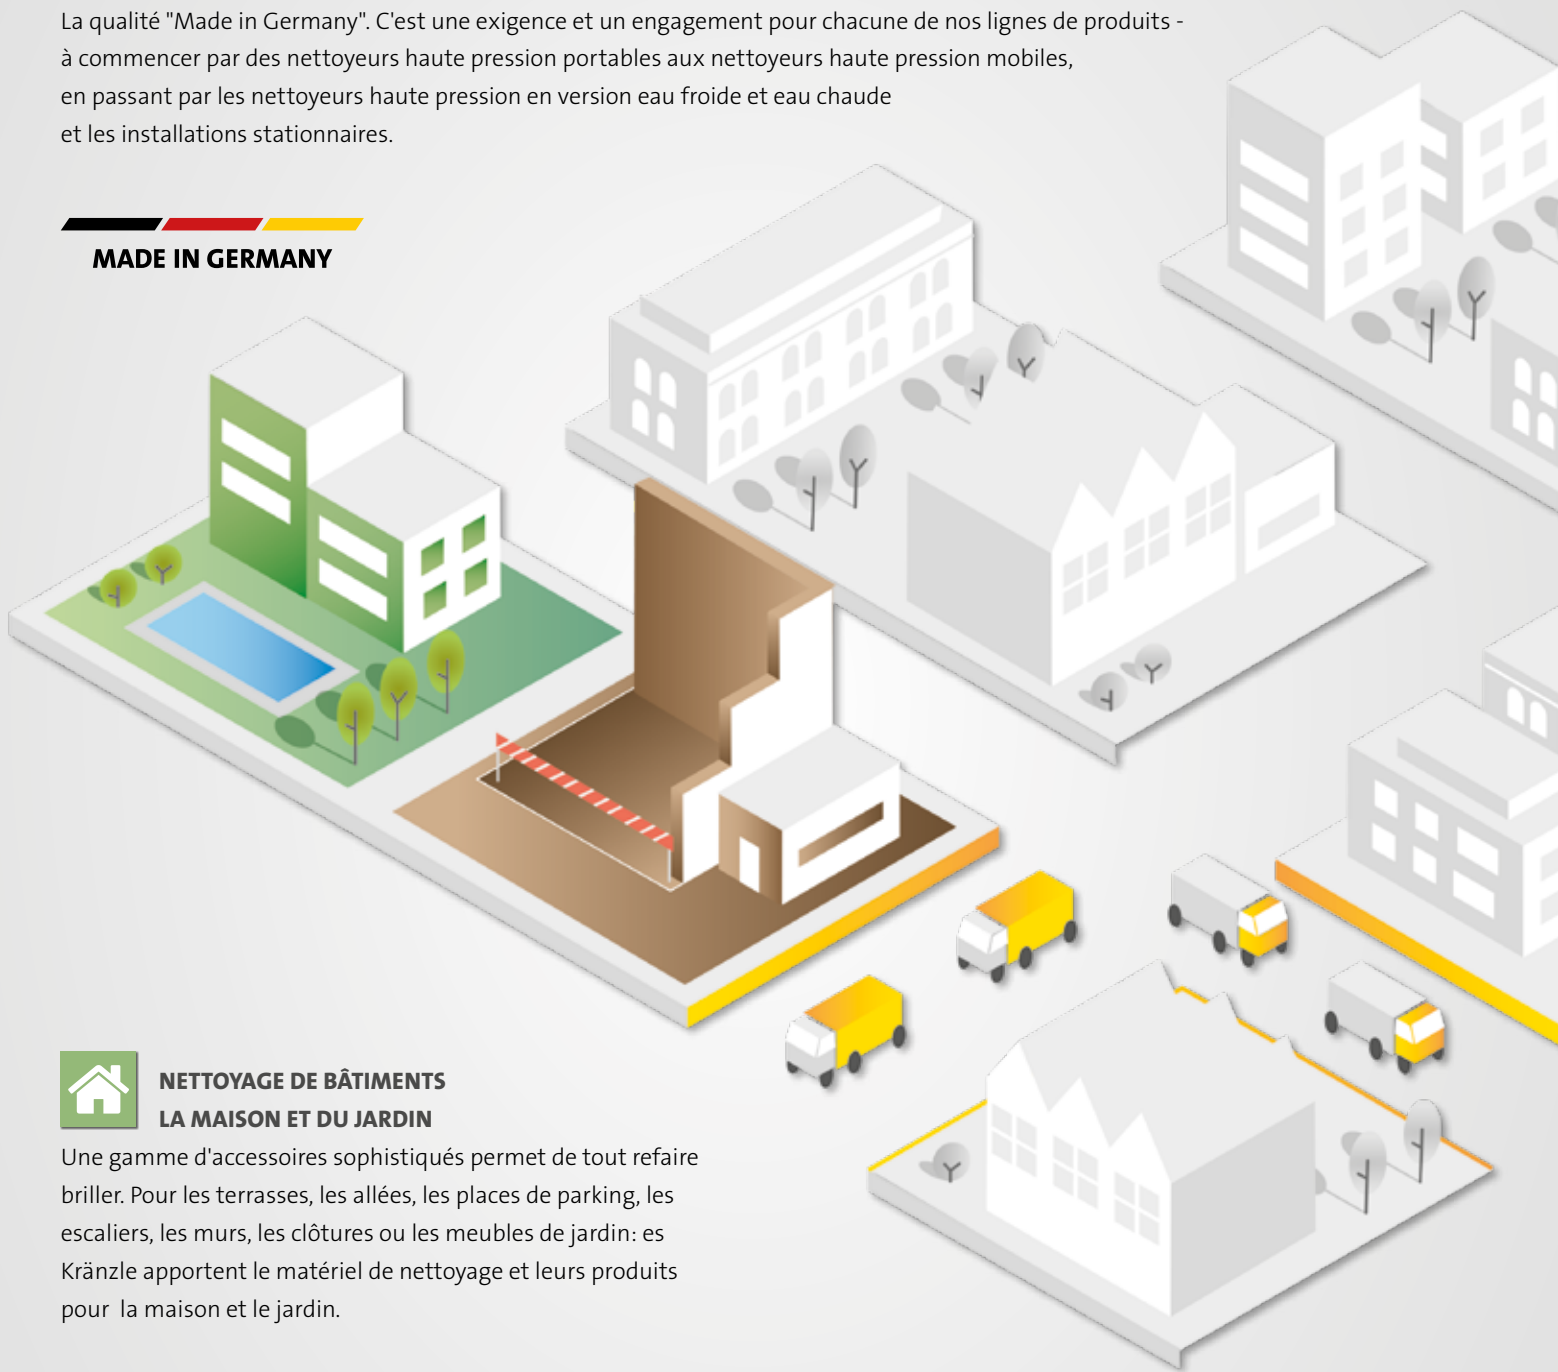 La qualité "Made in Germany". C'est une exigence et un engagement pour chacune de nos lignes de produits -
à commencer par des nettoyeurs haute pression portables aux nettoyeurs haute pression mobiles,
en passant par les nettoyeurs haute pression en version eau froide et eau chaude
et les installations stationnaires.
MADE IN GERMANY
NETTOYAGE DE BÂTIMENTS
LA MAISON ET DU JARDIN
Une gamme d'accessoires sophistiqués permet de tout refaire
briller. Pour les terrasses, les allées, les places de parking, les
escaliers, les murs, les clôtures ou les meubles de jardin: es
Kränzle apportent le matériel de nettoyage et leurs produits
pour la maison et le jardin.